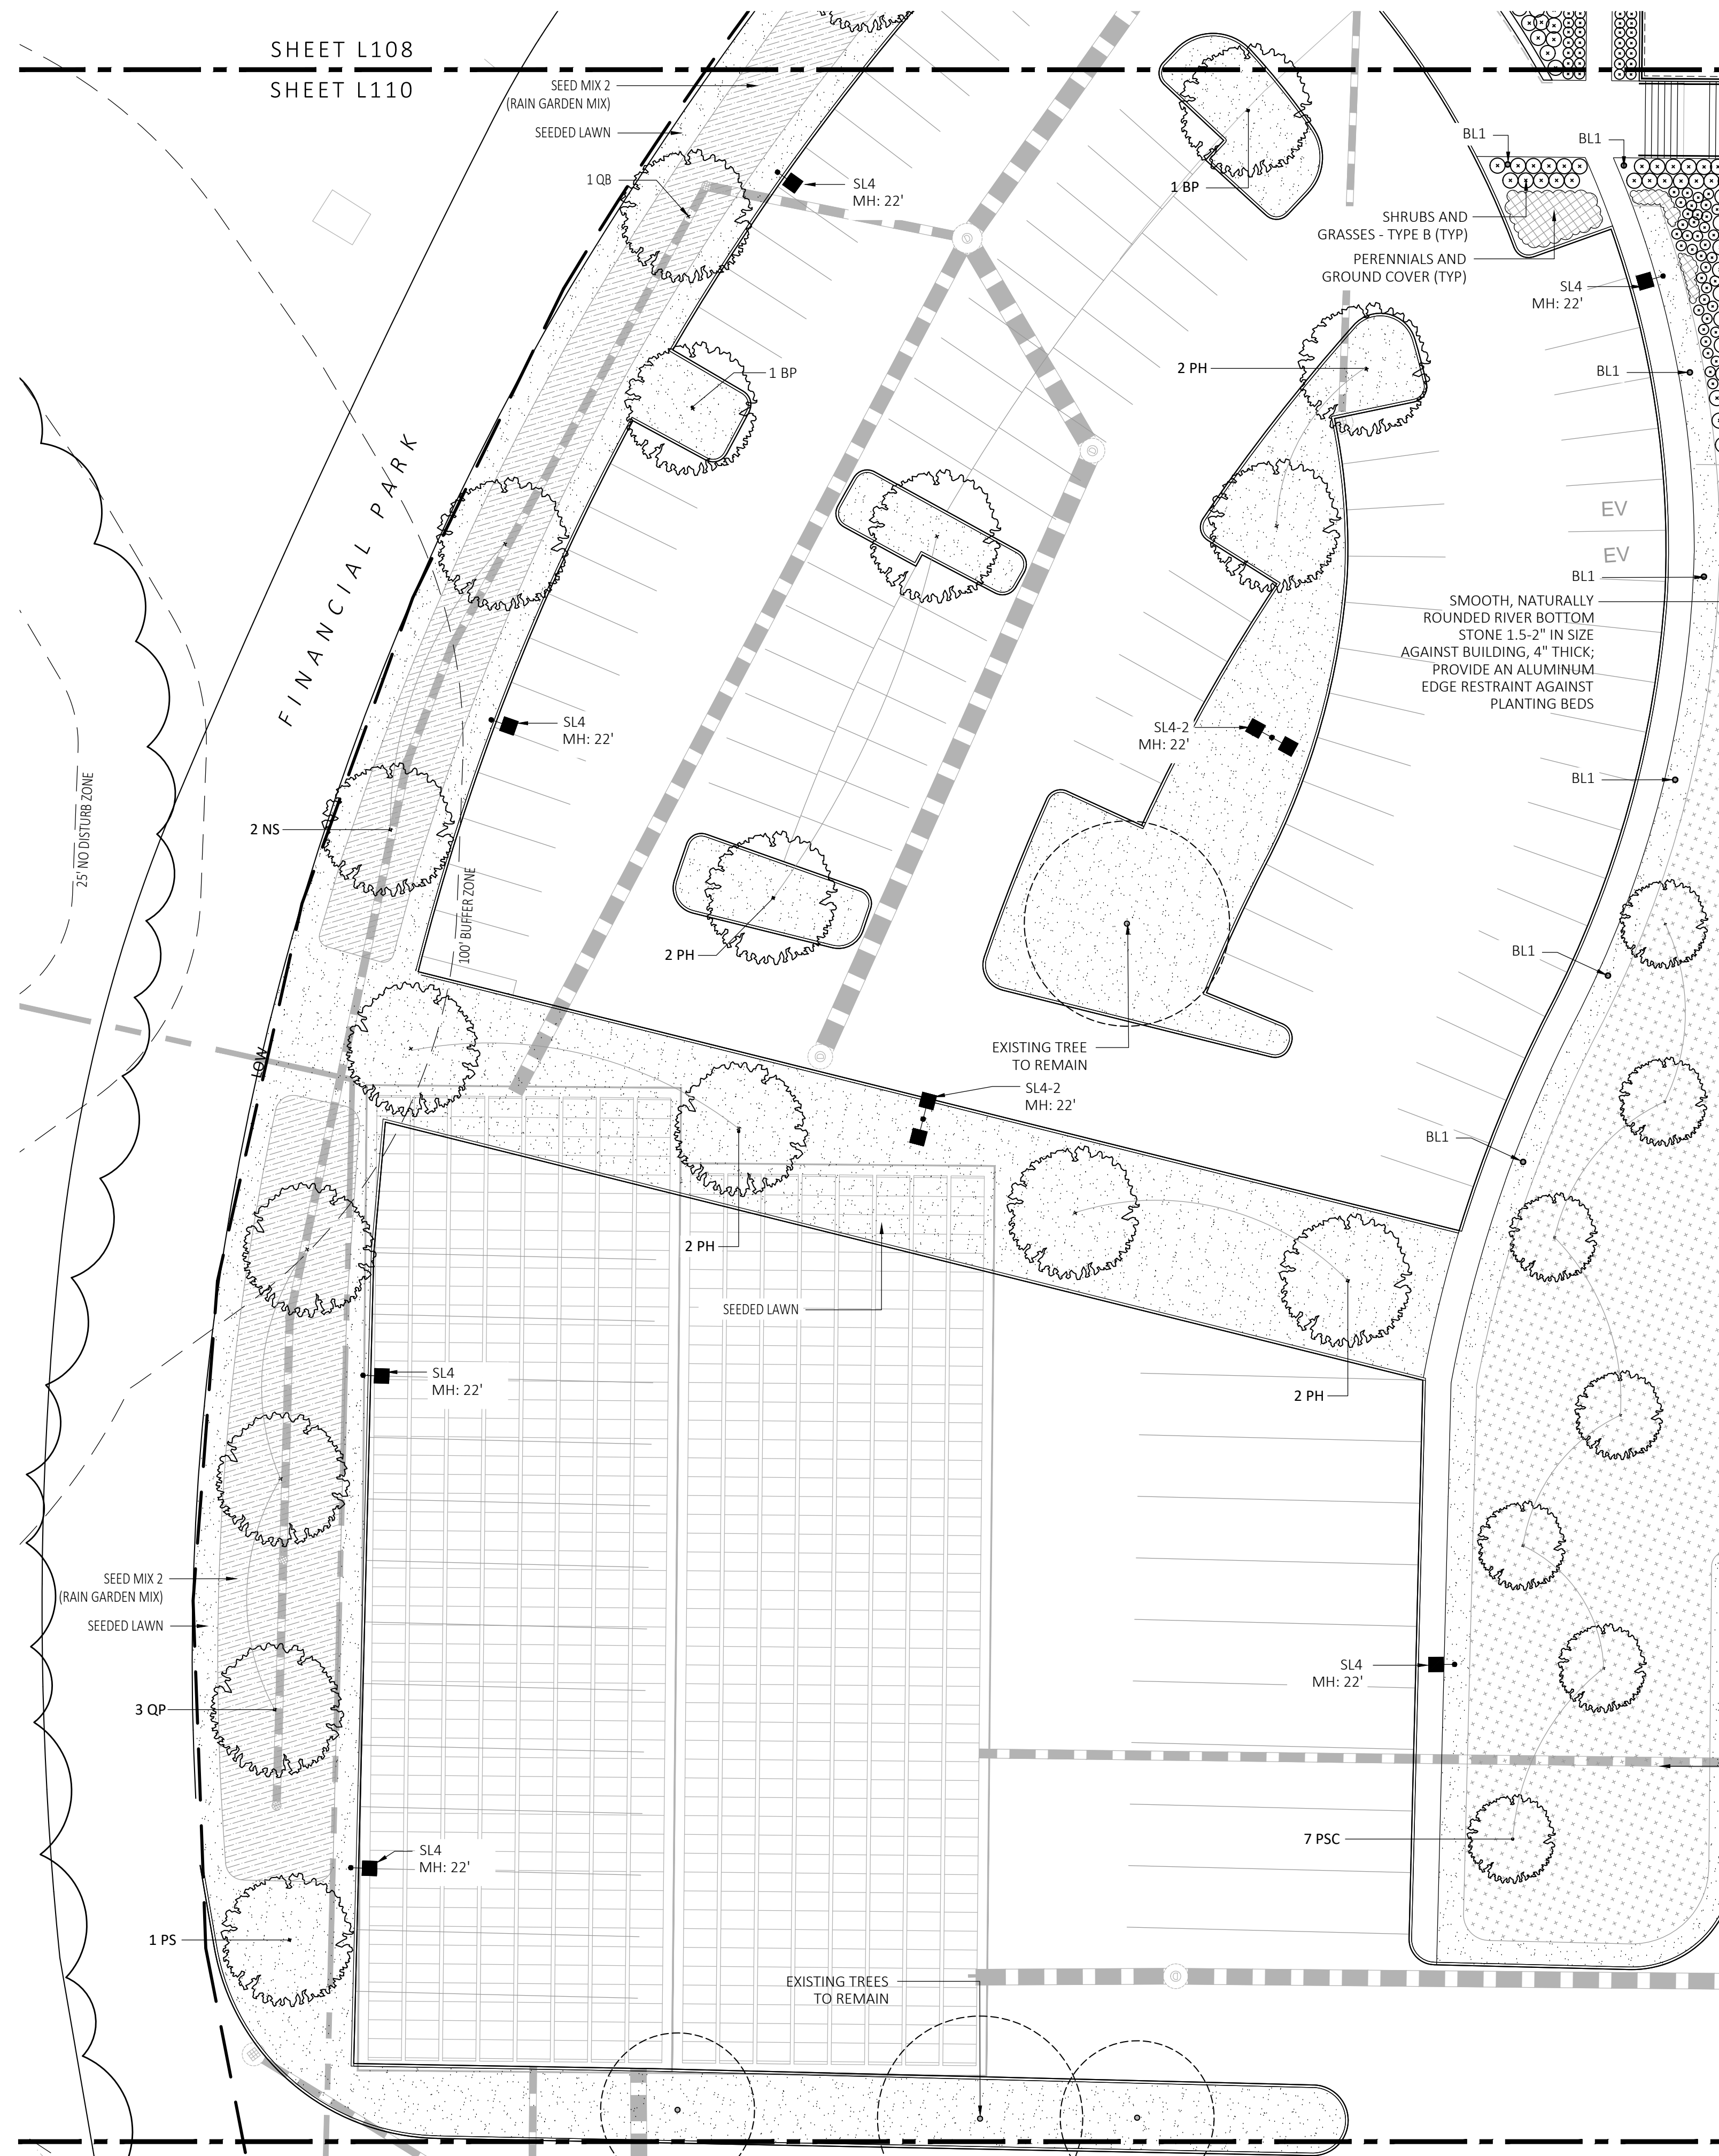 SHEET L108
SHEET L110
SEED MIX 2
(RAIN GARDEN MIX)
SEEDED LAWN
1 QB
SL4
MH: 22'
1 BP
BL1
BL1
SHRUBS AND
GRASSES - TYPE B (TYP)
PERENNIALS AND
GROUND COVER (TYP)
SL4
MH: 22'
1 BP
2 PH
BL1
FINANCIAL PARK
EV
EV
BL1
SMOOTH, NATURALLY
ROUNDED RIVER BOTTOM
STONE 1.5-2" IN SIZE
AGAINST BUILDING, 4" THICK;
PROVIDE AN ALUMINUM
EDGE RESTRAINT AGAINST
PLANTING BEDS
SL4
MH: 22'
SL4-2
MH: 22'
BL1
25' NO DISTURB ZONE
2 NS
100' BUFFER ZONE
2 PH
BL1
LOW
EXISTING TREE
TO REMAIN
SL4-2
MH: 22'
BL1
2 PH
SEEDED LAWN
SL4
MH: 22'
2 PH
SEED MIX 2
(RAIN GARDEN MIX)
SEEDED LAWN
SL4
MH: 22'
3 QP
7 PSC
SL4
MH: 22'
1 PS
EXISTING TREES
TO REMAIN